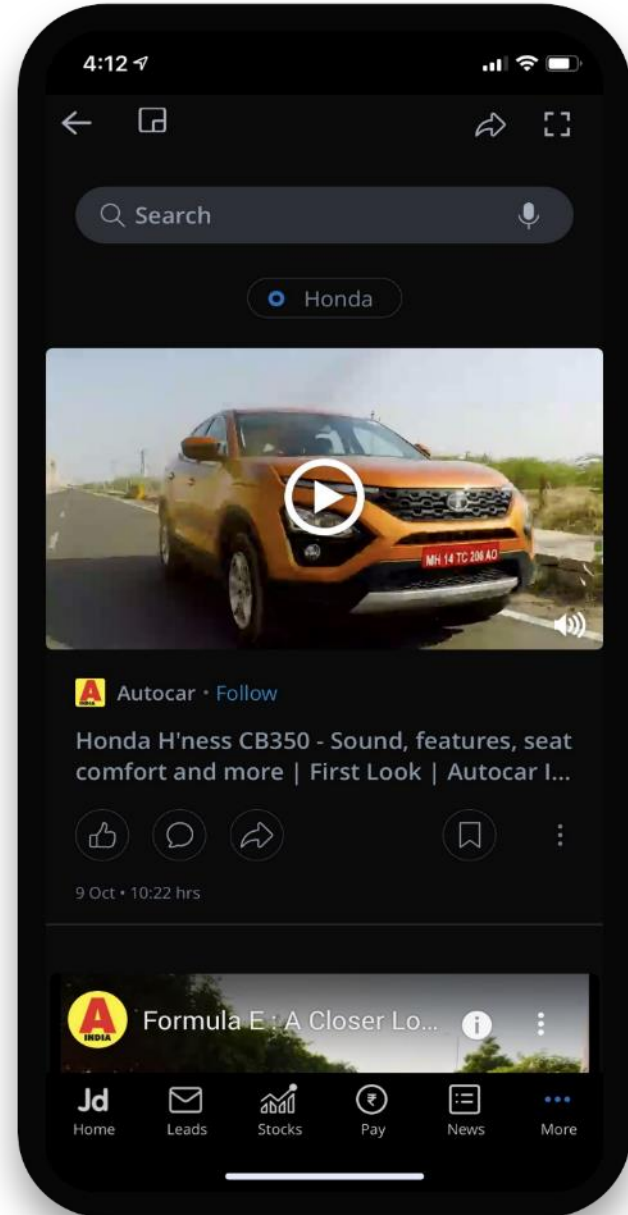 4:12
Search
Honda
MH 14 TC 206 AO
A
INDIA
Autocar • Follow
Honda H'ness CB350 - Sound, features, seat
comfort and more | First Look | Autocar I...
9 Oct • 10:22 hrs
A
INDIA
Formula E : A Closer Lo...
Jd
Home Leads Stocks Pay News More